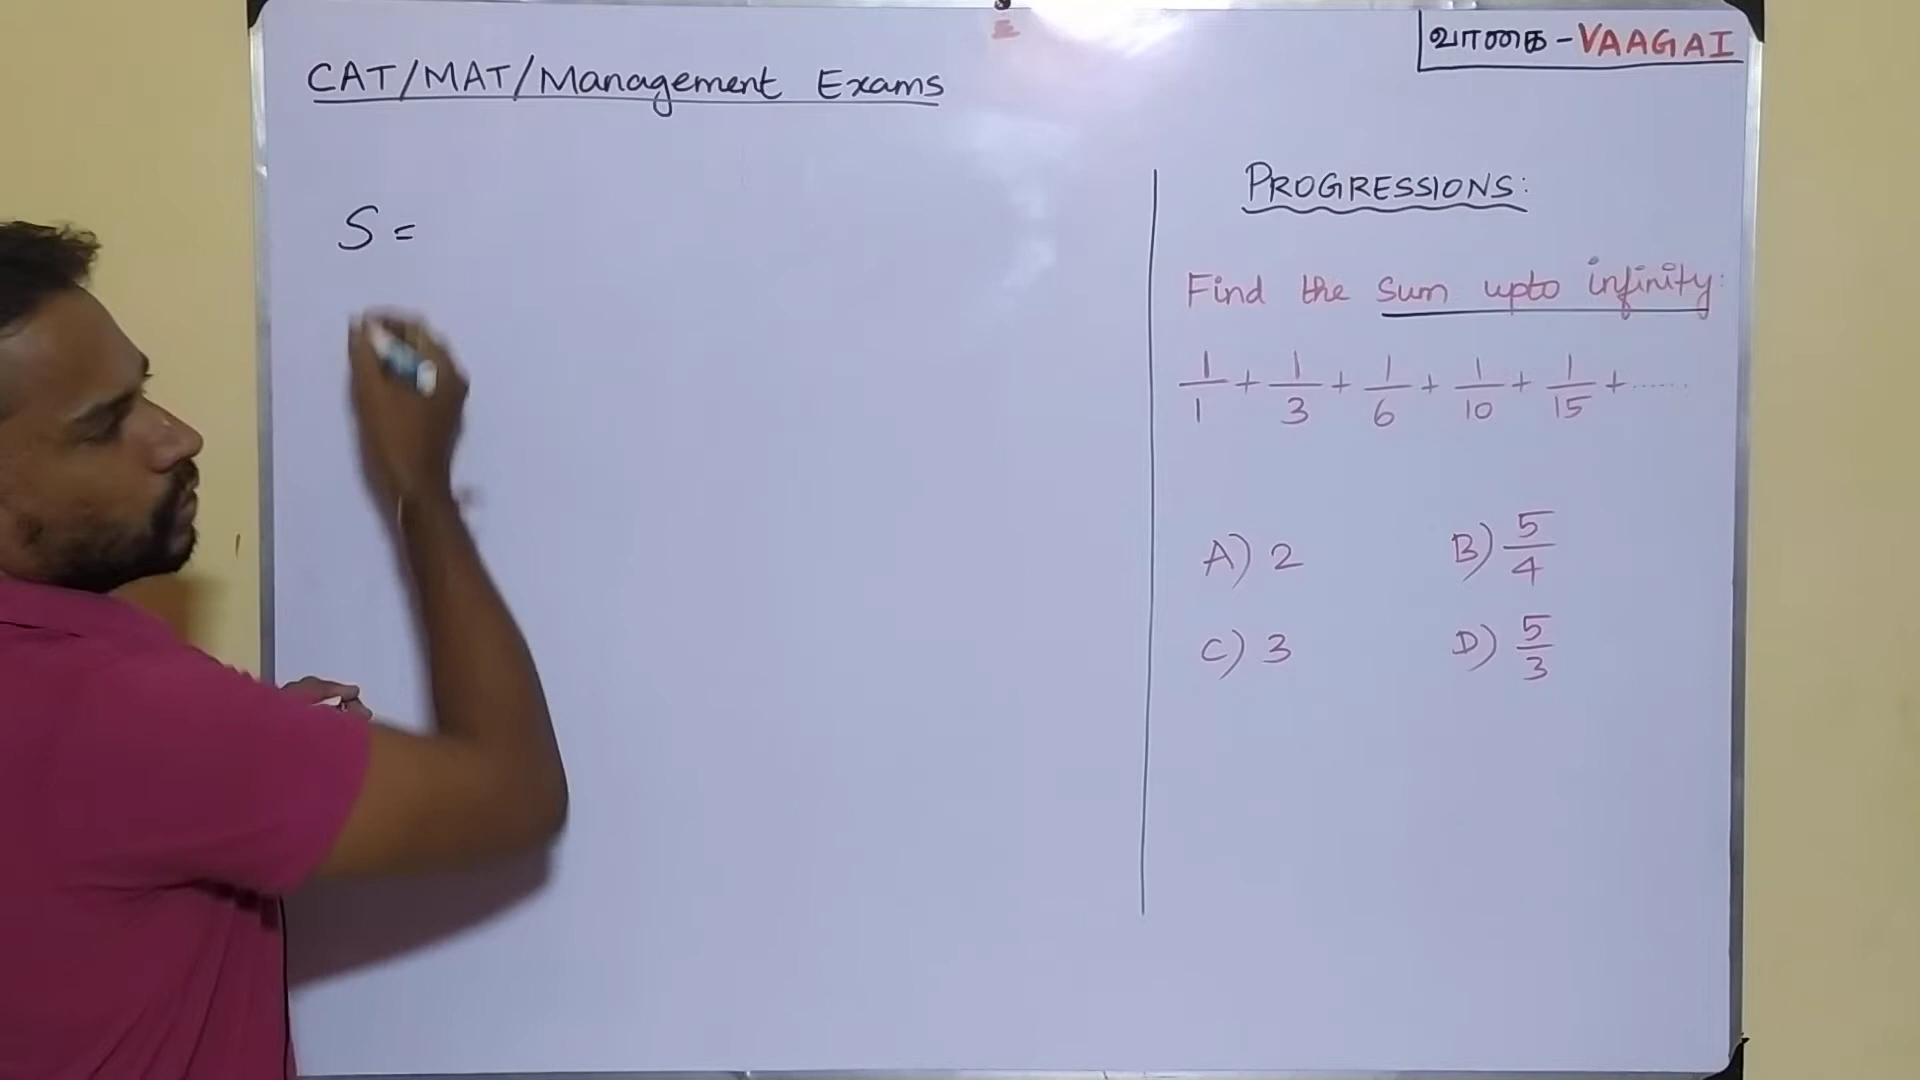 CAT/MAT/Management Exams
வாகை - VAAGAI
S =
PROGRESSIONS:
Find the sum upto infinity:
1/1 + 1/3 + 1/6 + 1/10 + 1/15 + ......
A) 2 B) 5/4
C) 3 D) 5/3